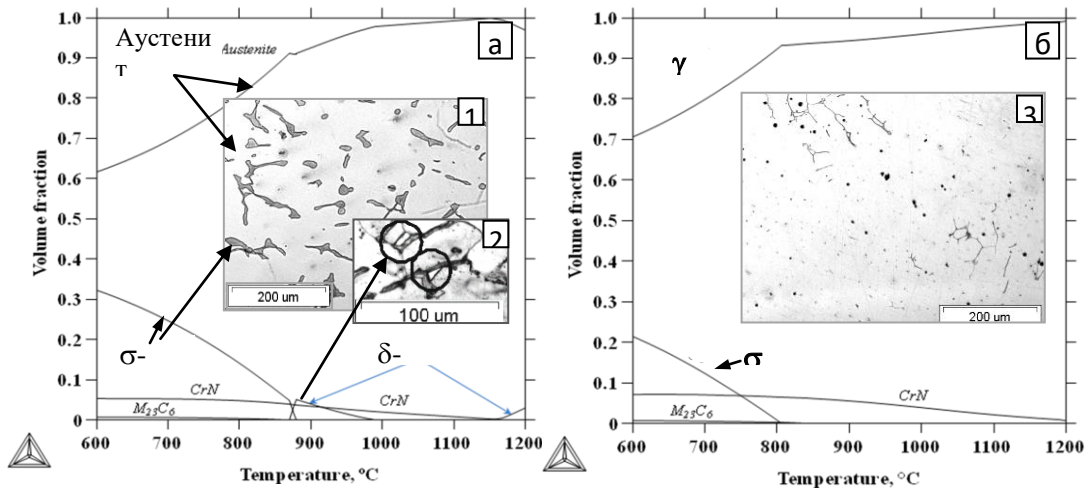 1.0
0.9
0.8
0.7
0.6
0.5
0.4
0.3
0.2
0.1
0
Volume fraction
Аустени
т
Austenite
а
1
200 um
2
100 um
σ-
δ-
CrN
CrN
M₂₃C₆
600 700 800 900 1000 1100 1200
Temperature, °C
1.0
0.9
0.8
0.7
0.6
0.5
0.4
0.3
0.2
0.1
0
Volume fraction
γ
б
3
200 um
σ
CrN
M₂₃C₆
600 700 800 900 1000 1100 1200
Temperature, °C